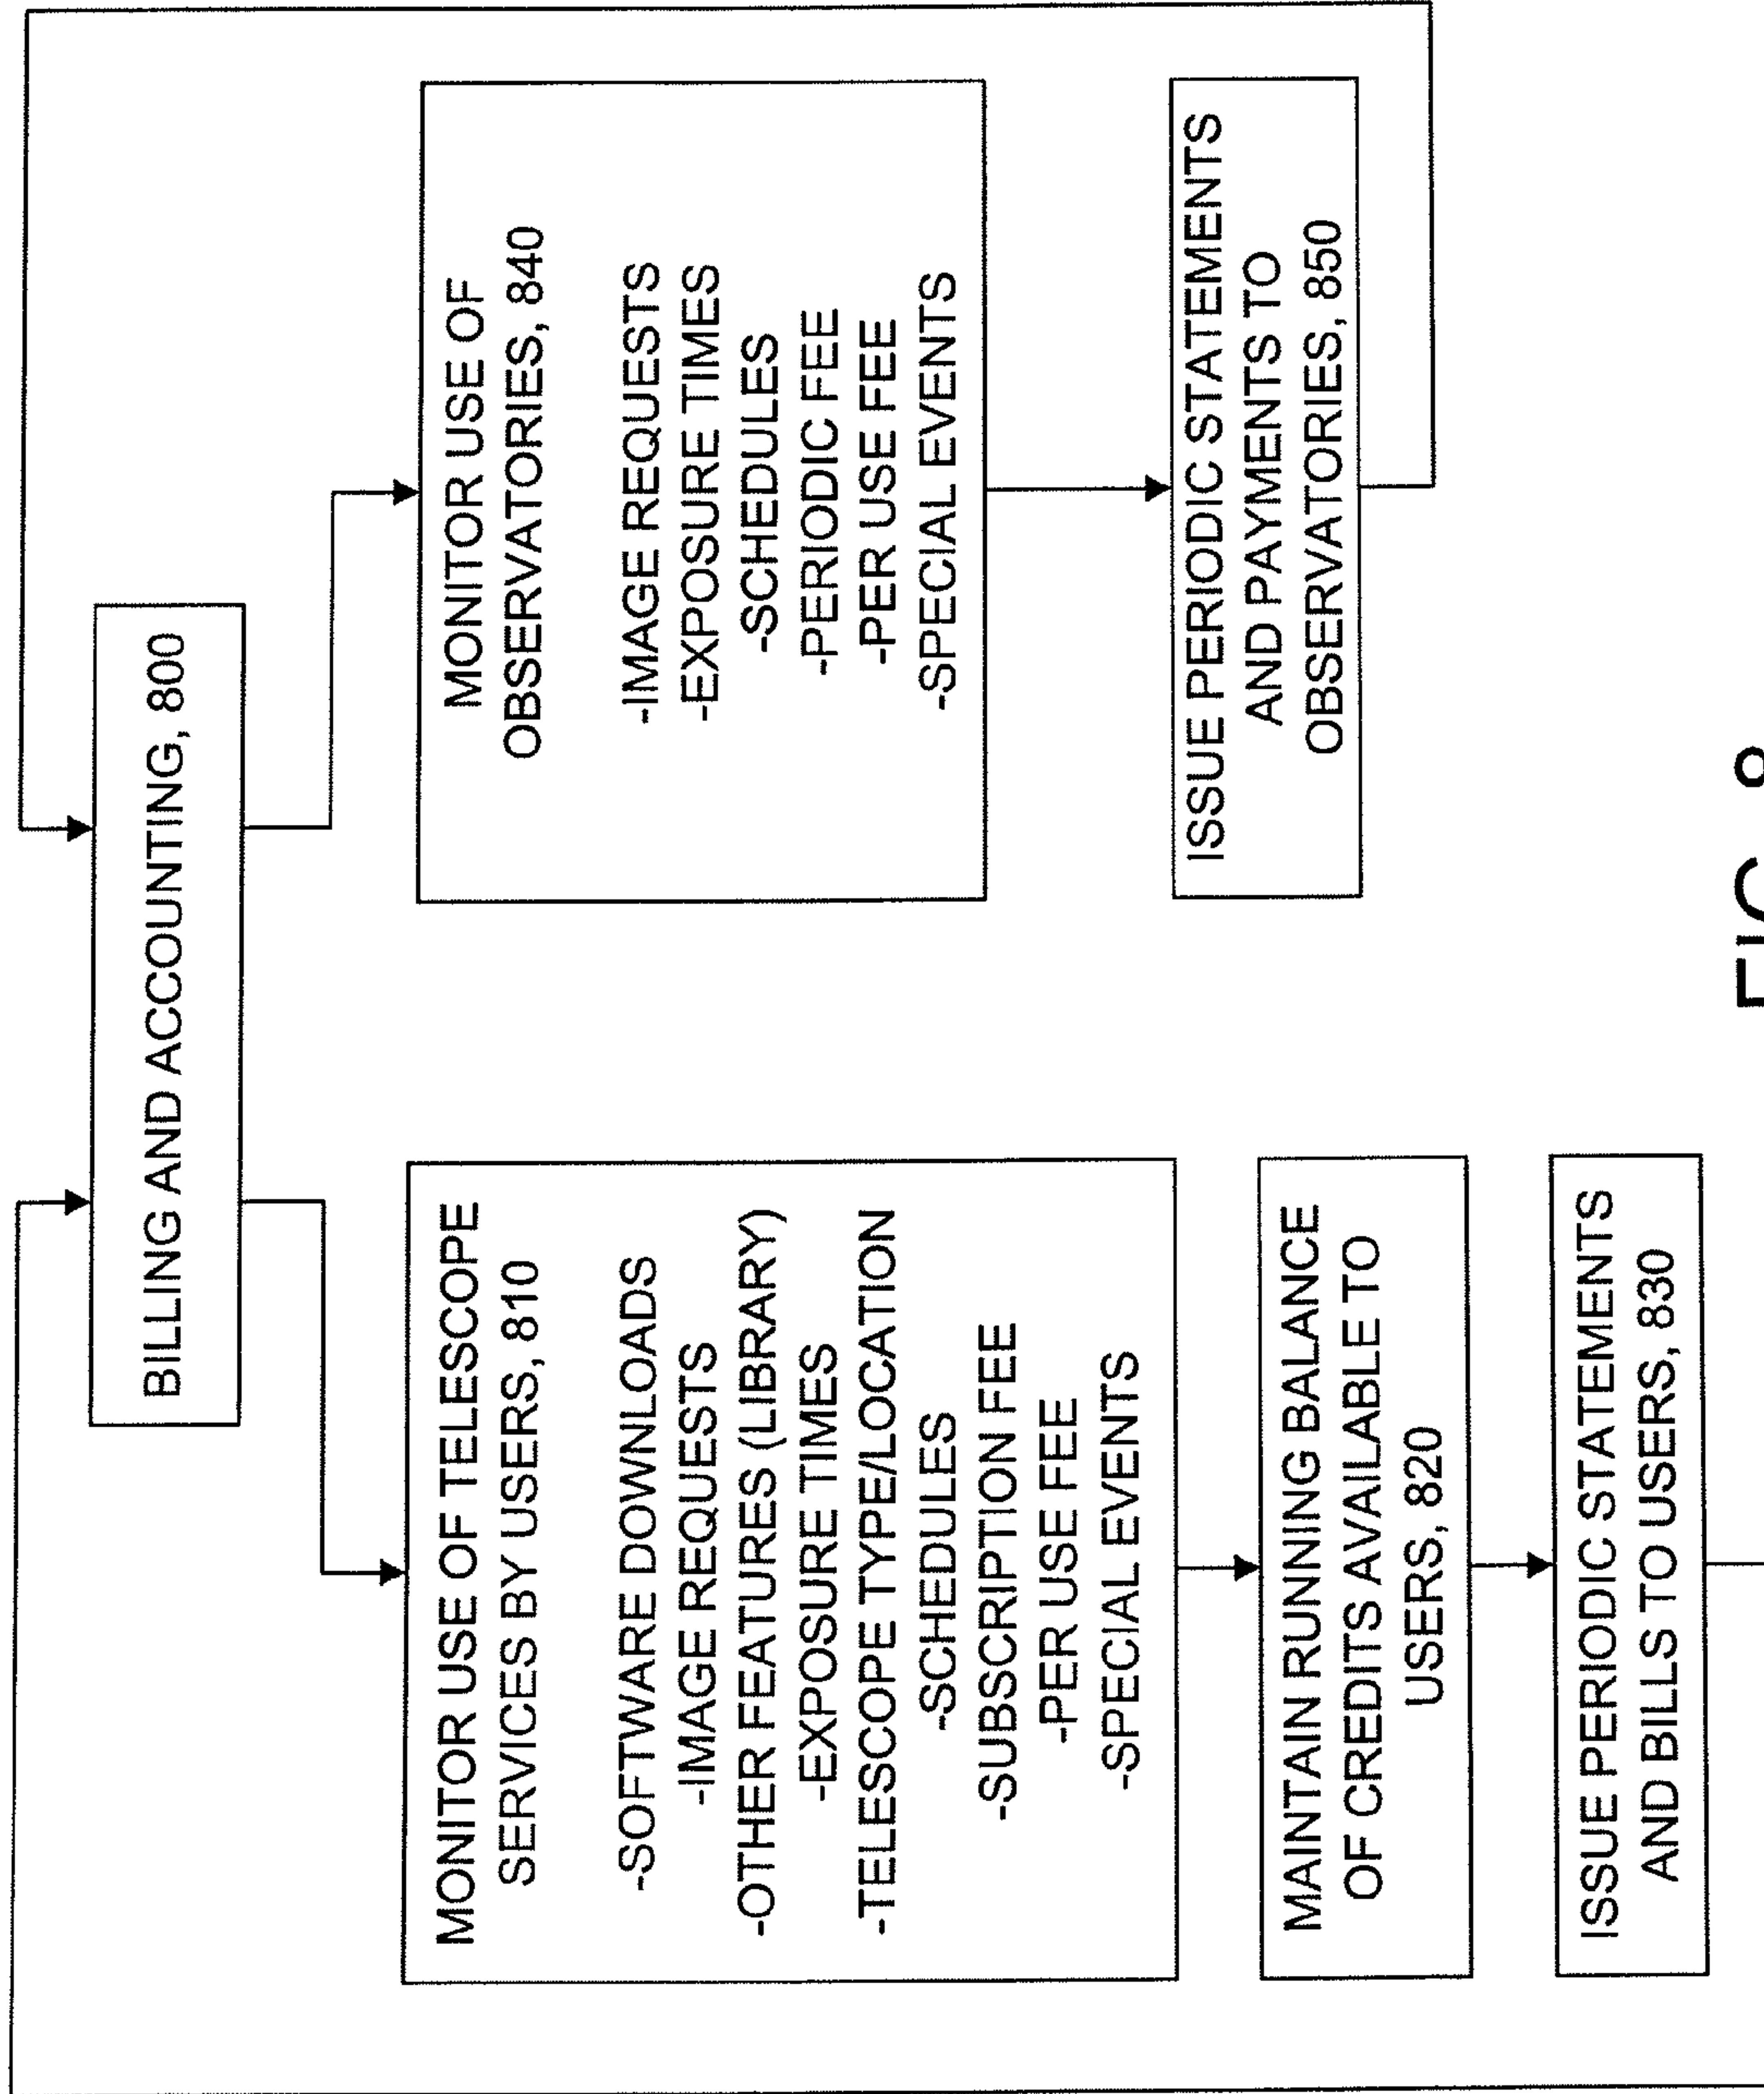 BILLING AND ACCOUNTING, 800
MONITOR USE OF TELESCOPE
SERVICES BY USERS, 810
-SOFTWARE DOWNLOADS
-IMAGE REQUESTS
-OTHER FEATURES (LIBRARY)
-EXPOSURE TIMES
-TELESCOPE TYPE/LOCATION
-SCHEDULES
-SUBSCRIPTION FEE
-PER USE FEE
-SPECIAL EVENTS
MAINTAIN RUNNING BALANCE
OF CREDITS AVAILABLE TO
USERS, 820
ISSUE PERIODIC STATEMENTS
AND BILLS TO USERS, 830
MONITOR USE OF
OBSERVATORIES, 840
-IMAGE REQUESTS
-EXPOSURE TIMES
-SCHEDULES
-PERIODIC FEE
-PER USE FEE
-SPECIAL EVENTS
ISSUE PERIODIC STATEMENTS
AND PAYMENTS TO
OBSERVATORIES, 850
FIG. 8